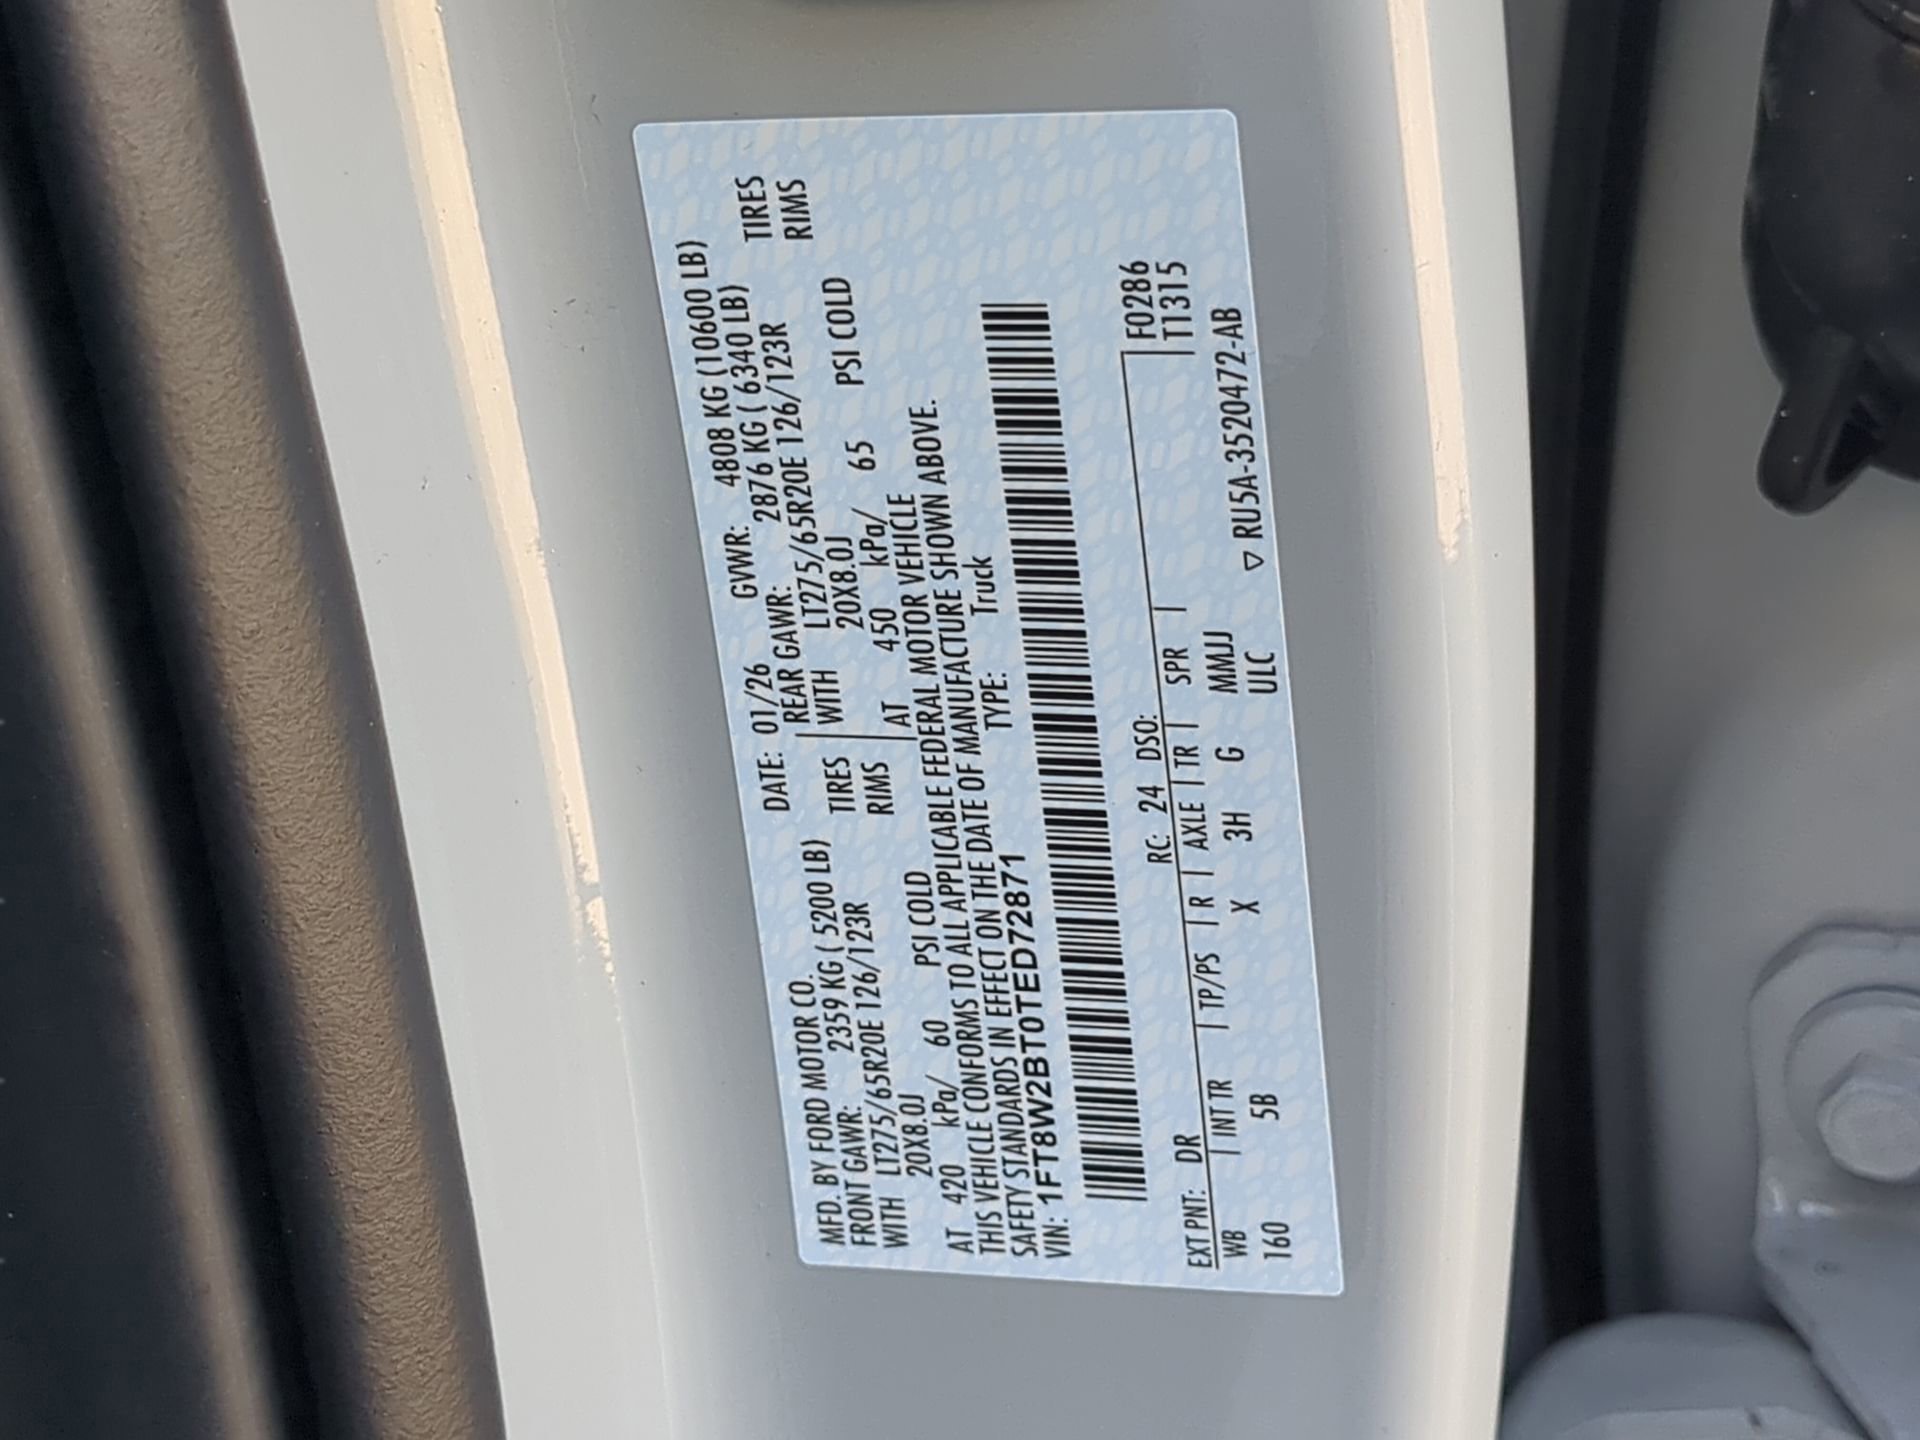 MFD. BY FORD MOTOR CO. DATE: 01/26 GVWR: 4808 KG (10600 LB)
FRONT GAWR: 2359 KG ( 5200 LB) REAR GAWR: 2876 KG ( 6340 LB)
WITH LT275/65R20E 126/123R TIRES WITH LT275/65R20E 126/123R TIRES
20X8.0J RIMS 20X8.0J RIMS
AT 420 kPa/ 60 PSI COLD AT 450 kPa/ 65 PSI COLD
THIS VEHICLE CONFORMS TO ALL APPLICABLE FEDERAL MOTOR VEHICLE
SAFETY STANDARDS IN EFFECT ON THE DATE OF MANUFACTURE SHOWN ABOVE.
VIN: 1FT8W2BT0TED72871 TYPE: Truck
EXT PNT: DR RC: 24 DSO: F0286
WB INT TR TP/PS R AXLE TR SPR T1315
160 5B X 3H G MMJJ
ULC ▽ RU5A-3520472-AB